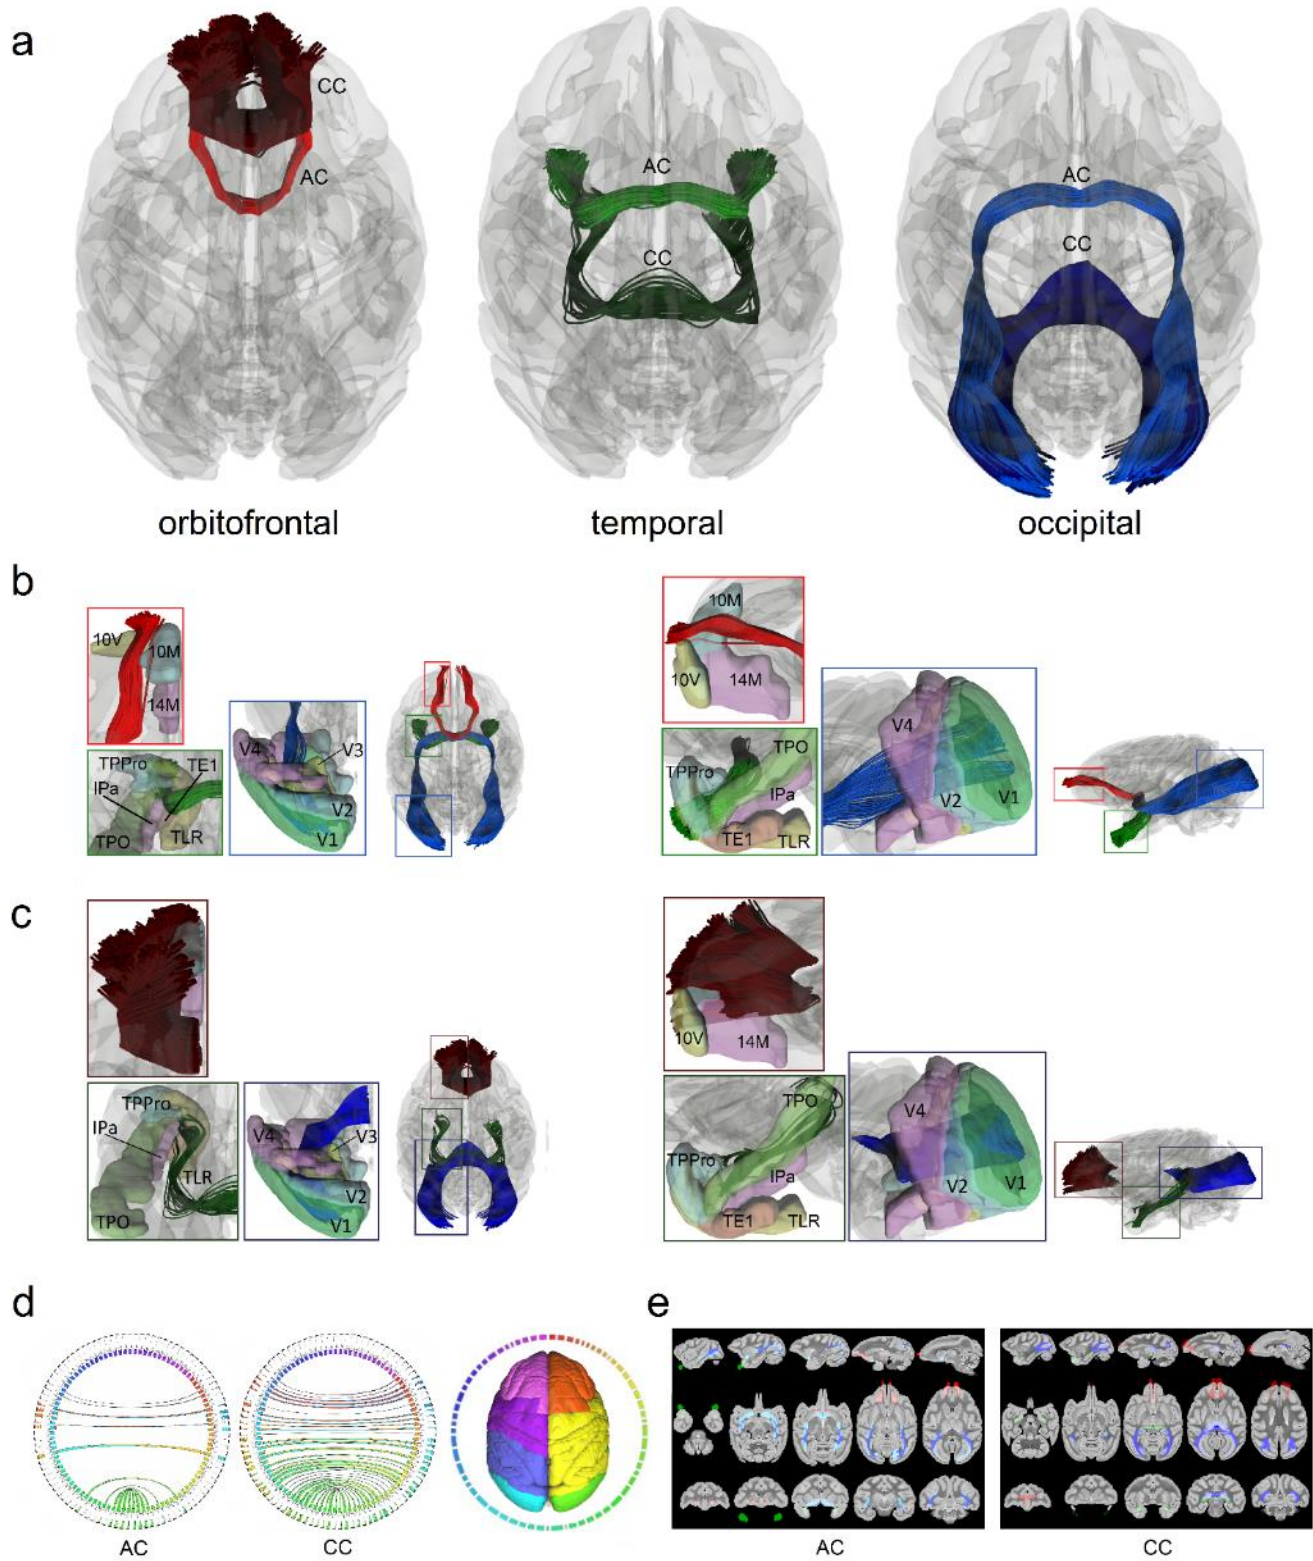 a
CC
AC
AC
CC
AC
CC
orbitofrontal
temporal
occipital
b
10V
10M
14M
TPPro
TE1
IPa
TPO
TLR
V4
V3
V2
V1
10M
10V
14M
TPO
TPPro
IPa
TE1
TLR
V4
V2
V1
c
TPPro
IPa
TLR
TPO
V4
V3
V2
V1
10V
14M
TPO
TPPro
IPa
TE1
TLR
V4
V2
V1
d
AC
CC
e
AC
CC